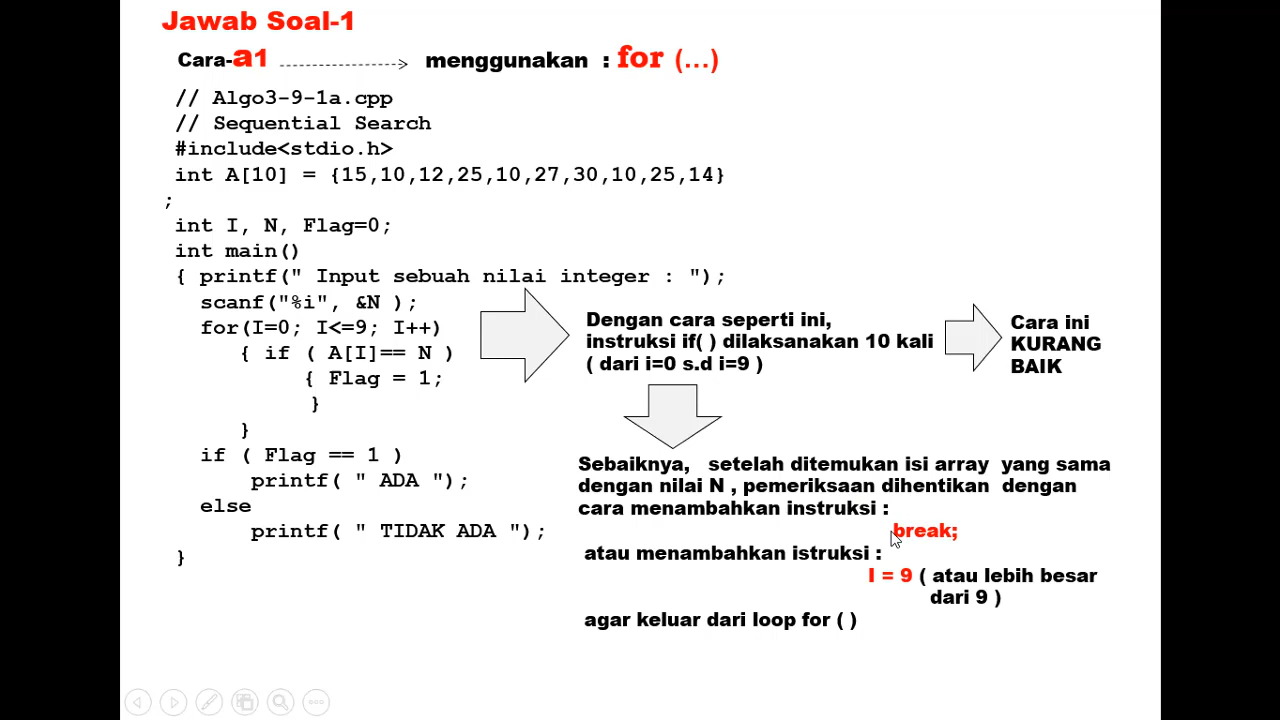 Jawab Soal-1
Cara-a1 menggunakan : for (...)
// Algo3-9-1a.cpp
// Sequential Search
#include<stdio.h>
int A[10] = {15,10,12,25,10,27,30,10,25,14}
;
int I, N, Flag=0;
int main()
{ printf(" Input sebuah nilai integer : ");
scanf("%i", &N );
for(I=0; I<=9; I++)
{ if ( A[I]== N )
{ Flag = 1;
}
}
if ( Flag == 1 )
printf( " ADA ");
else
printf( " TIDAK ADA ");
}
Dengan cara seperti ini,
instruksi if( ) dilaksanakan 10 kali
( dari i=0 s.d i=9 )
Cara ini
KURANG
BAIK
Sebaiknya, setelah ditemukan isi array yang sama
dengan nilai N , pemeriksaan dihentikan dengan
cara menambahkan instruksi :
break;
atau menambahkan istruksi :
I = 9 ( atau lebih besar
dari 9 )
agar keluar dari loop for ( )